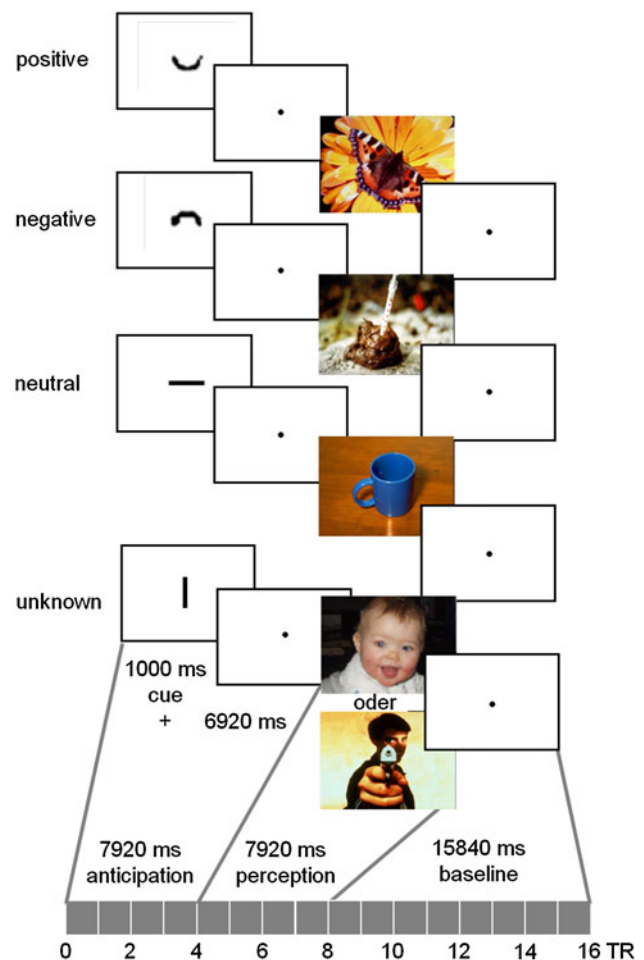 positive
negative
neutral
unknown
1000 ms
cue
+ 6920 ms
oder
7920 ms
anticipation
7920 ms
perception
15840 ms
baseline
0 2 4 6 8 10 12 14 16 TR